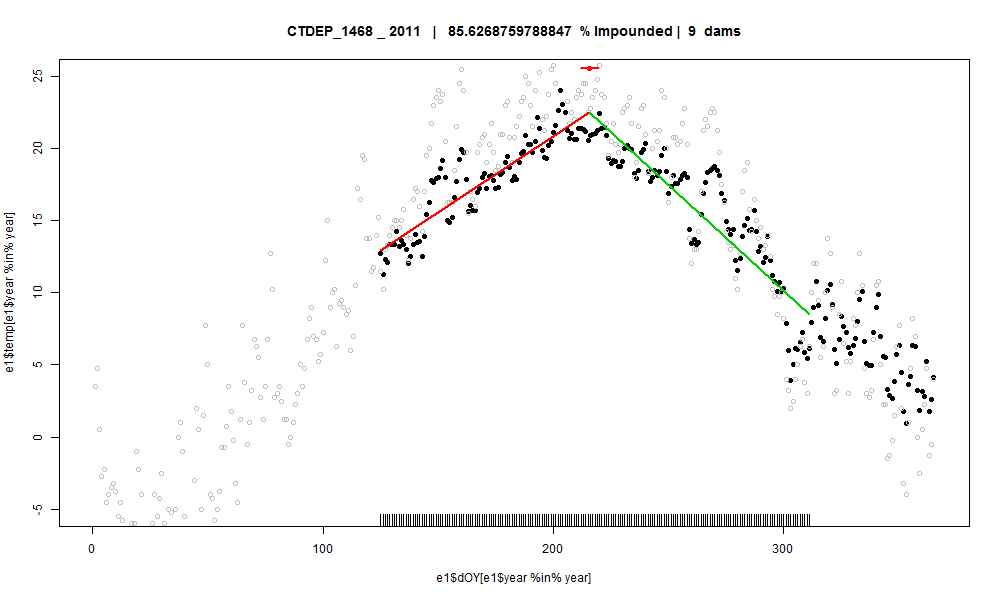 CTDEP_1468 _ 2011 | 85.6268759788847 % Impounded | 9 dams
e1$temp[e1$year %in% year]
25
20
15
10
5
0
-5
0 100 200 300
e1$dOY[e1$year %in% year]